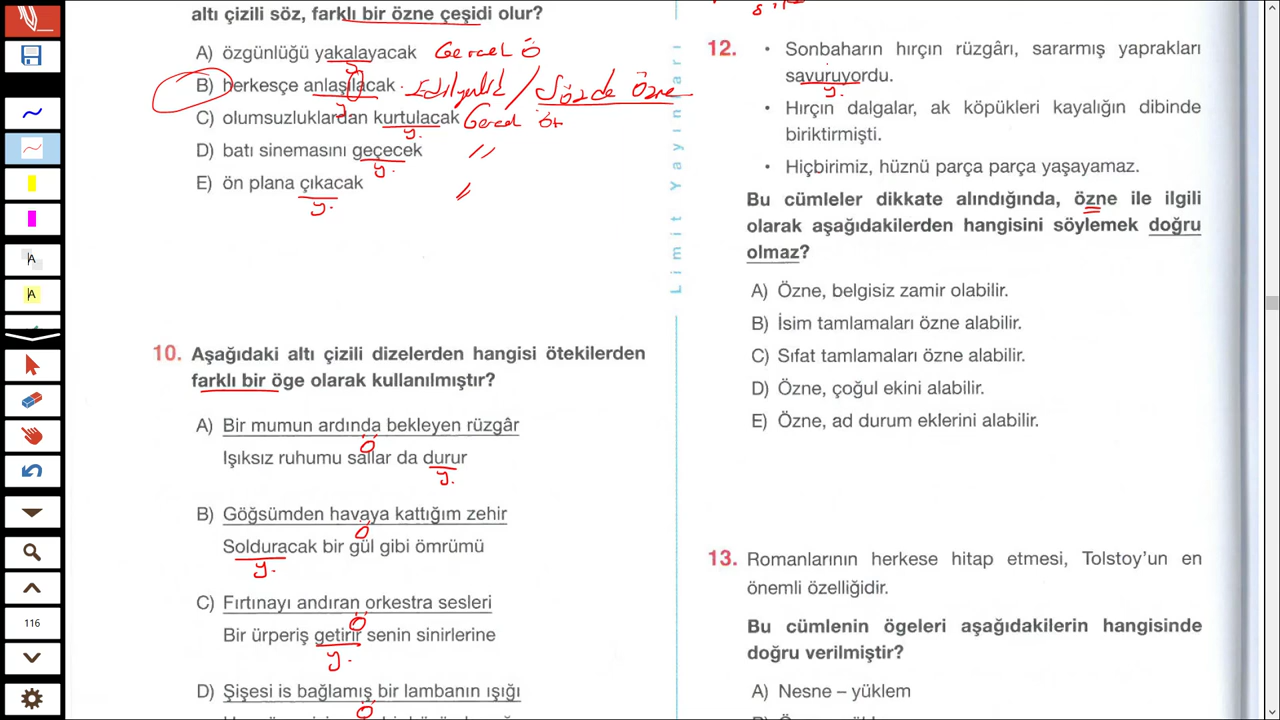 altı çizili söz, farklı bir özne çeşidi olur?
A) özgünlüğü yakalayacak Gerçek Ö
y.
B) herkesçe anlaşılacak. Edilgenlik / Sözde Özne
y.
C) olumsuzluklardan kurtulacak Gerçek Ör
y.
D) batı sinemasını geçecek "
y.
E) ön plana çıkacak "
y.
10. Aşağıdaki altı çizili dizelerden hangisi ötekilerden
farklı bir öge olarak kullanılmıştır?
A) Bir mumun ardında bekleyen rüzgâr
Ö
Işıksız ruhumu sallar da durur
y.
B) Göğsümden havaya kattığım zehir
Ö
Solduracak bir gül gibi ömrümü
y.
C) Fırtınayı andıran orkestra sesleri
Ö
Bir ürperiş getirir senin sinirlerine
y.
D) Şişesi is bağlamış bir lambanın ışığı
Ö
Limit Yayınları
12. • Sonbaharın hırçın rüzgârı, sararmış yaprakları
savuruyordu.
y.
• Hırçın dalgalar, ak köpükleri kayalığın dibinde
biriktirmişti.
• Hiçbirimiz, hüznü parça parça yaşayamaz.
Bu cümleler dikkate alındığında, özne ile ilgili
olarak aşağıdakilerden hangisini söylemek doğru
olmaz?
A) Özne, belgisiz zamir olabilir.
B) İsim tamlamaları özne alabilir.
C) Sıfat tamlamaları özne alabilir.
D) Özne, çoğul ekini alabilir.
E) Özne, ad durum eklerini alabilir.
13. Romanlarının herkese hitap etmesi, Tolstoy'un en
önemli özelliğidir.
Bu cümlenin ögeleri aşağıdakilerin hangisinde
doğru verilmiştir?
A) Nesne – yüklem
A
A
116